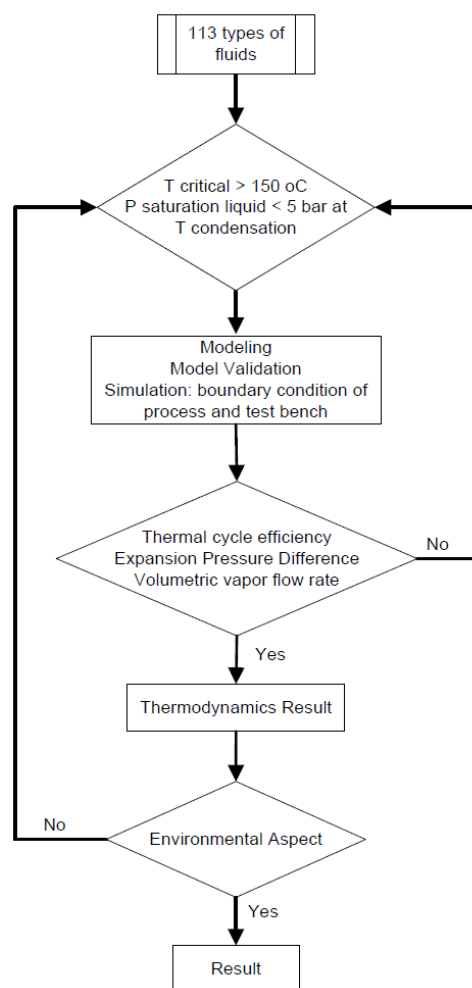 113 types of
fluids
T critical > 150 oC
P saturation liquid < 5 bar at
T condensation
Modeling
Model Validation
Simulation: boundary condition of
process and test bench
Thermal cycle efficiency
Expansion Pressure Difference
Volumetric vapor flow rate
No
Yes
Thermodynamics Result
No
Environmental Aspect
Yes
Result